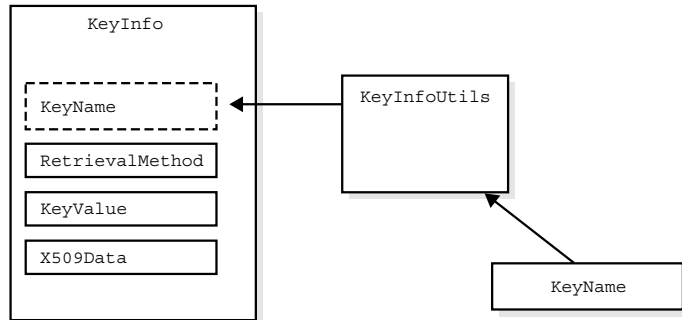 KeyInfo
KeyName
RetrievalMethod
KeyValue
X509Data
KeyInfoUtils
KeyName